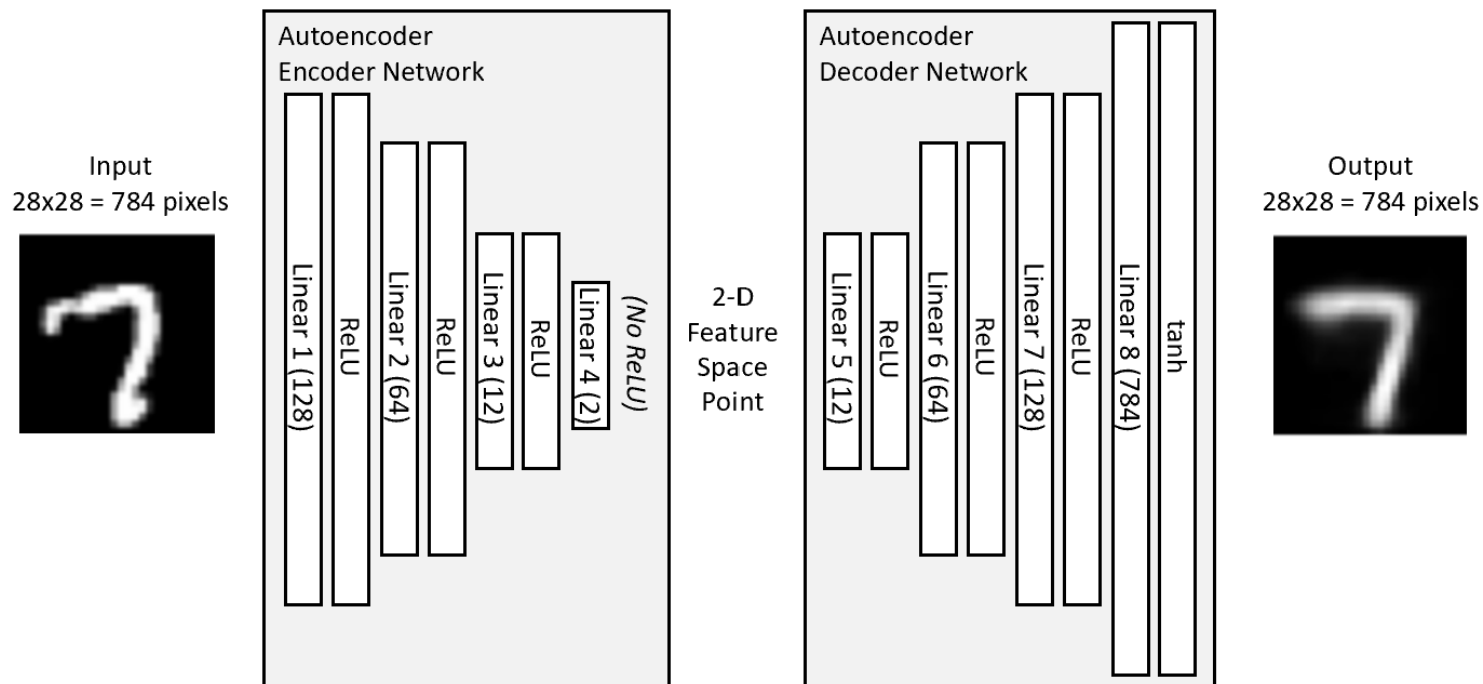 Input
28x28 = 784 pixels
Autoencoder
Encoder Network
Linear 1 (128)
ReLU
Linear 2 (64)
ReLU
Linear 3 (12)
ReLU
Linear 4 (2)
(No ReLU)
2-D
Feature
Space
Point
Autoencoder
Decoder Network
Linear 5 (12)
ReLU
Linear 6 (64)
ReLU
Linear 7 (128)
ReLU
Linear 8 (784)
tanh
Output
28x28 = 784 pixels